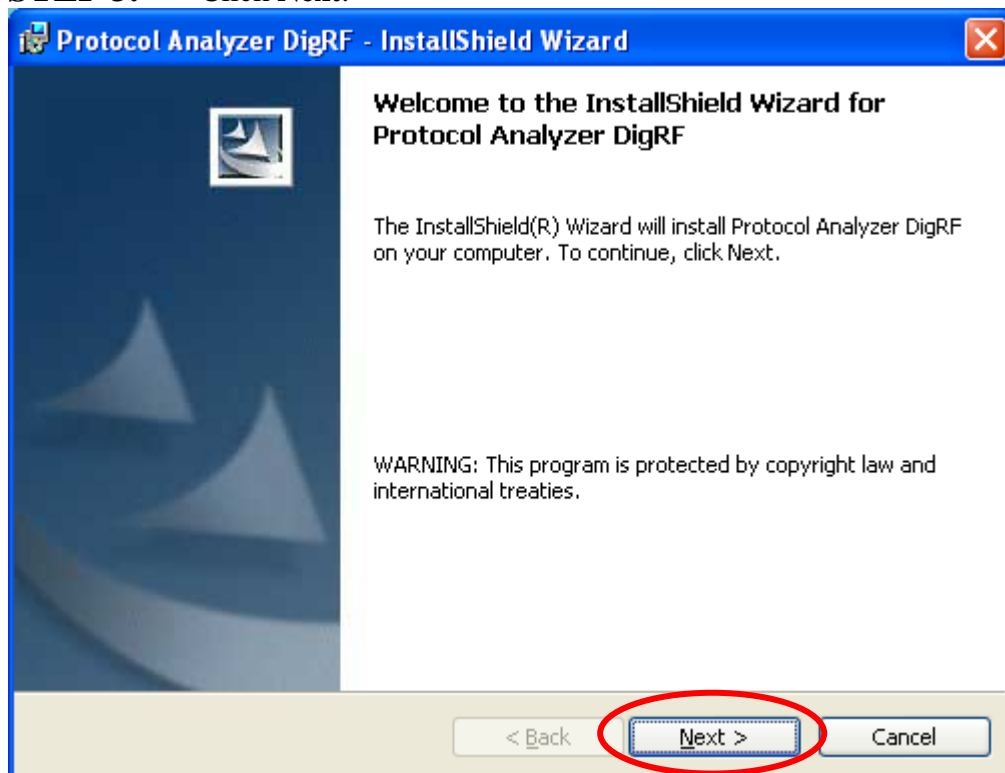 Protocol Analyzer DigRF - InstallShield Wizard
Welcome to the InstallShield Wizard for
Protocol Analyzer DigRF
The InstallShield(R) Wizard will install Protocol Analyzer DigRF
on your computer. To continue, click Next.
WARNING: This program is protected by copyright law and
international treaties.
< Back Next > Cancel